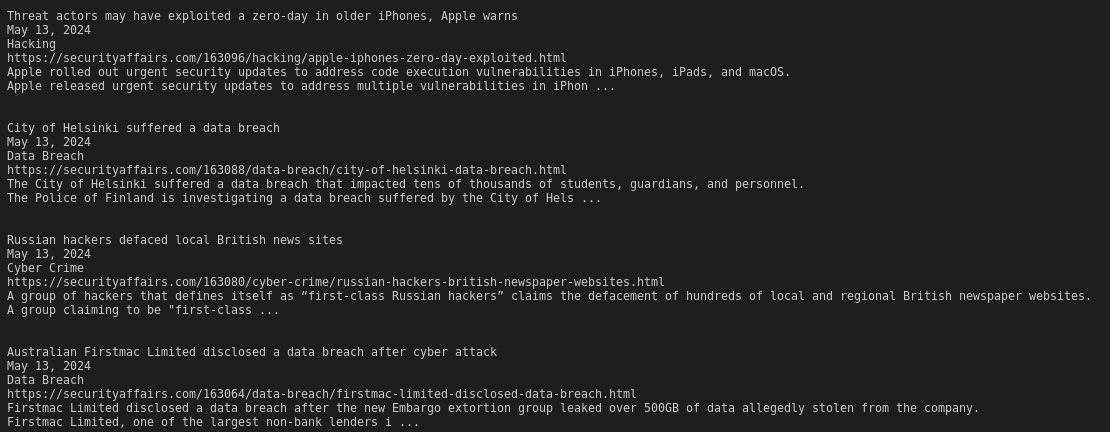 Threat actors may have exploited a zero-day in older iPhones, Apple warns
May 13, 2024
Hacking
https://securityaffairs.com/163096/hacking/apple-iphones-zero-day-exploited.html
Apple rolled out urgent security updates to address code execution vulnerabilities in iPhones, iPads, and macOS.
Apple released urgent security updates to address multiple vulnerabilities in iPhon ...
City of Helsinki suffered a data breach
May 13, 2024
Data Breach
https://securityaffairs.com/163088/data-breach/city-of-helsinki-data-breach.html
The City of Helsinki suffered a data breach that impacted tens of thousands of students, guardians, and personnel.
The Police of Finland is investigating a data breach suffered by the City of Hels ...
Russian hackers defaced local British news sites
May 13, 2024
Cyber Crime
https://securityaffairs.com/163080/cyber-crime/russian-hackers-british-newspaper-websites.html
A group of hackers that defines itself as “first-class Russian hackers” claims the defacement of hundreds of local and regional British newspaper websites.
A group claiming to be "first-class ...
Australian Firstmac Limited disclosed a data breach after cyber attack
May 13, 2024
Data Breach
https://securityaffairs.com/163064/data-breach/firstmac-limited-disclosed-data-breach.html
Firstmac Limited disclosed a data breach after the new Embargo extortion group leaked over 500GB of data allegedly stolen from the company.
Firstmac Limited, one of the largest non-bank lenders i ...